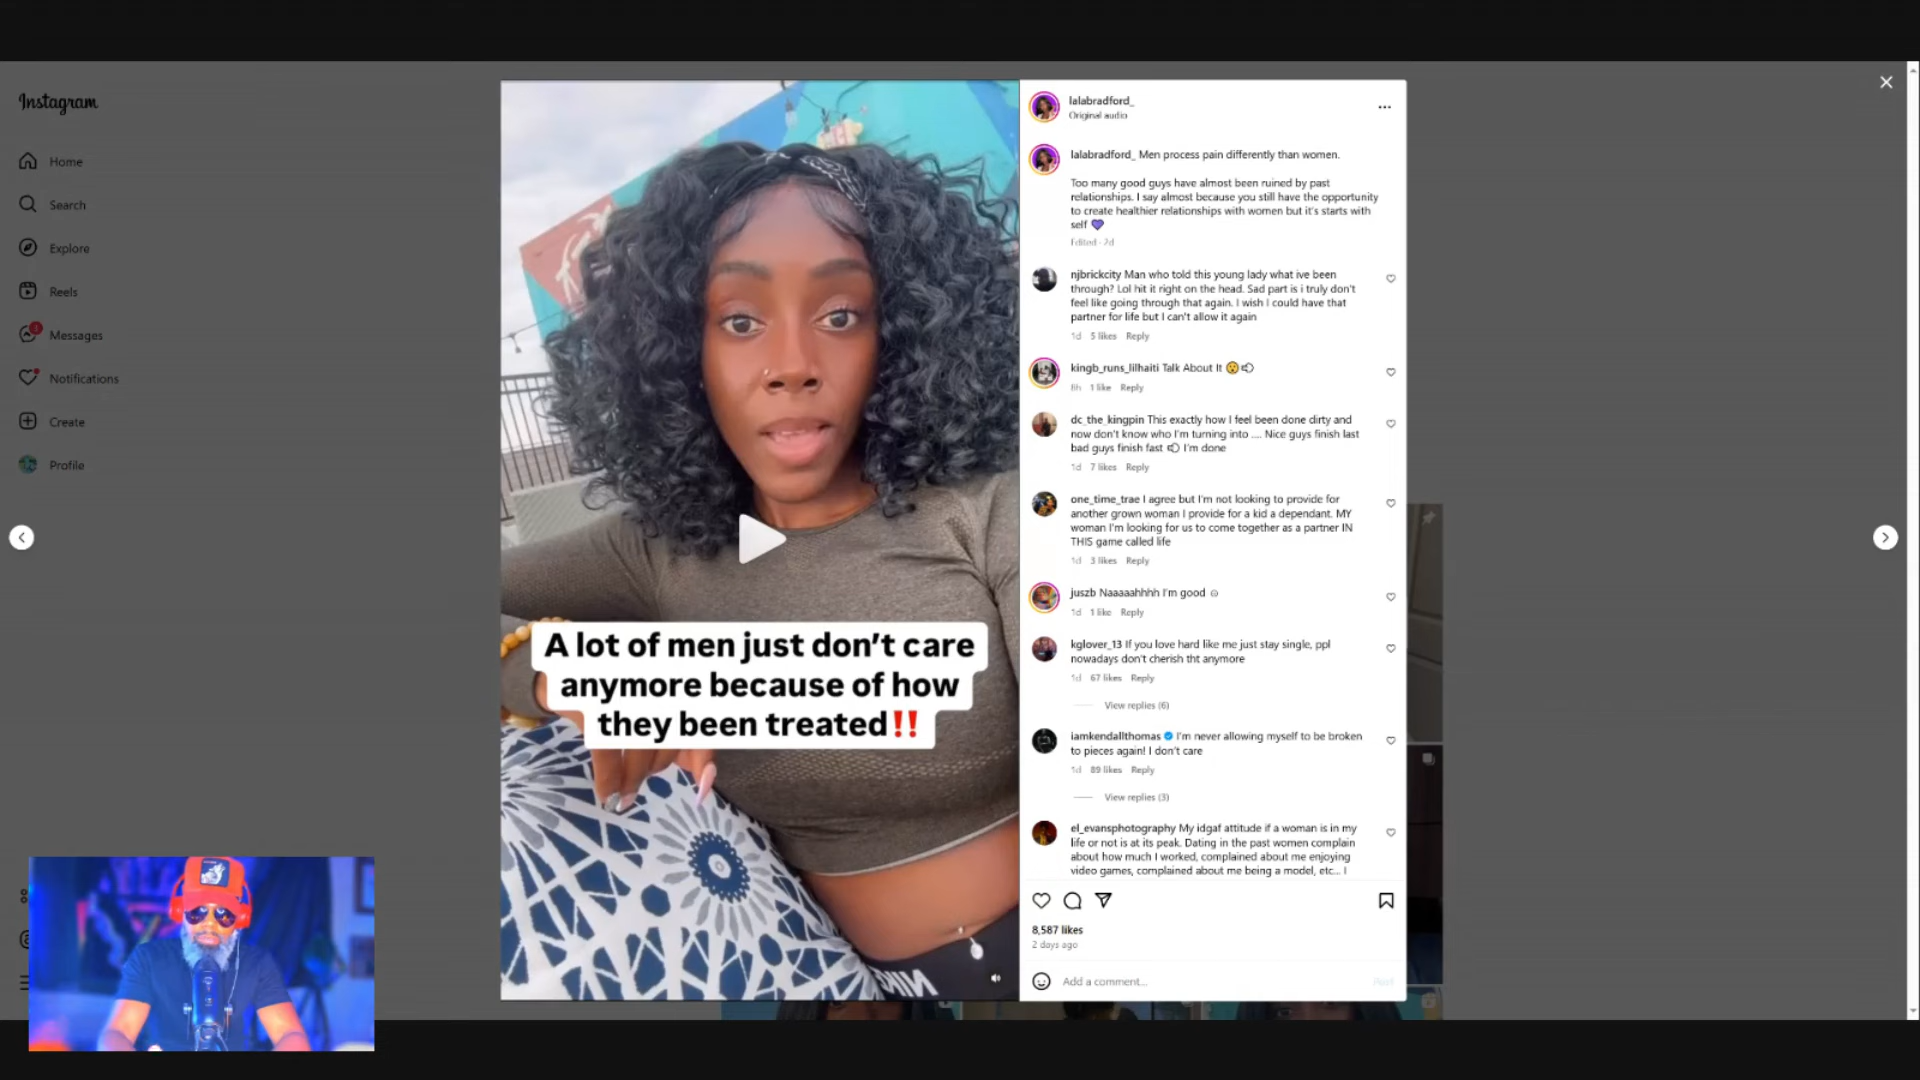 Instagram
Home
Search
Explore
Reels
Messages
Notifications
Create
Profile
A lot of men just don't care
anymore because of how
they been treated‼️
lalabradford_
Original audio
lalabradford_ Men process pain differently than women.
Too many good guys have almost been ruined by past
relationships. I say almost because you still have the opportunity
to create healthier relationships with women but it's starts with
self 💜
Edited · 2d
njbrickcity Man who told this young lady what ive been
through? Lol hit it right on the head. Sad part is i truly don't
feel like going through that again. I wish I could have that
partner for life but I can't allow it again
1d 5 likes Reply
kingb_runs_lilhaiti Talk About It 😮‍💨
8h 1 like Reply
dc_the_kingpin This exactly how I feel been done dirty and
now don't know who I'm turning into .... Nice guys finish last
bad guys finish fast 💨 I'm done
1d 7 likes Reply
one_time_trae I agree but I'm not looking to provide for
another grown woman I provide for a kid a dependant. MY
woman I'm looking for us to come together as a partner IN
THIS game called life
1d 3 likes Reply
juszb Naaaaahhhh I'm good ☺
1d 1 like Reply
kglover_13 If you love hard like me just stay single, ppl
nowadays don't cherish tht anymore
1d 67 likes Reply
View replies (6)
iamkendallthomas I'm never allowing myself to be broken
to pieces again! I don't care
1d 89 likes Reply
View replies (3)
el_evansphotography My idgaf attitude if a woman is in my
life or not is at its peak. Dating in the past women complain
about how much I worked, complained about me enjoying
video games, complained about me being a model, etc... I
8,587 likes
2 days ago
Add a comment...
Post